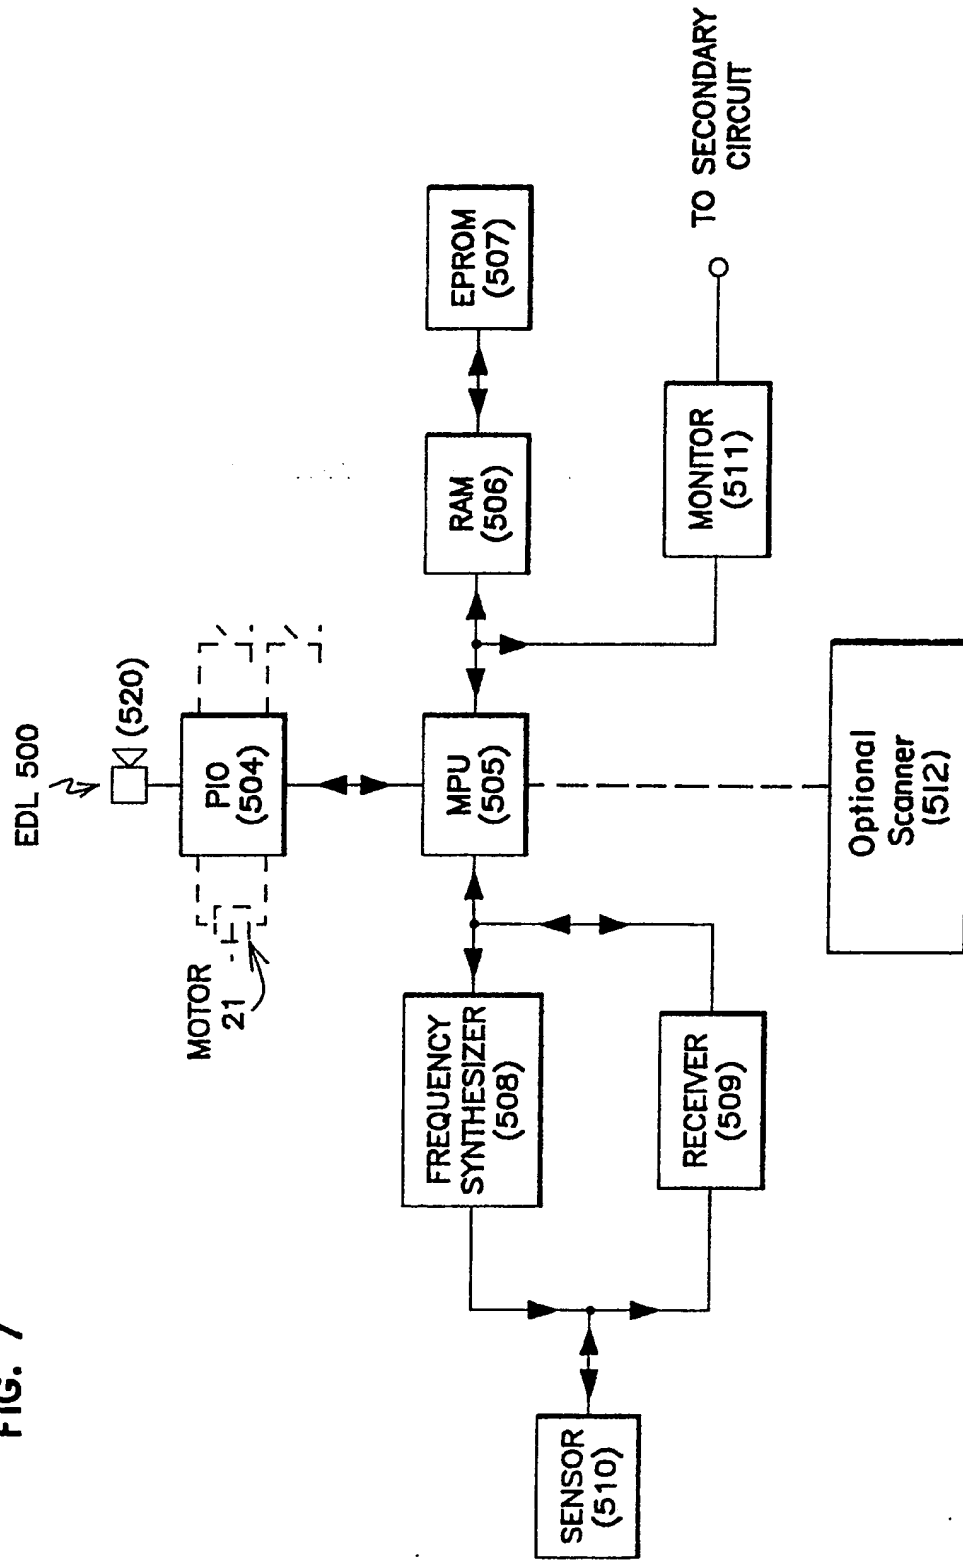 FIG. 7
EDL 500
(520)
MOTOR
21
PIO
(504)
FREQUENCY
SYNTHESIZER
(508)
MPU
(505)
RAM
(506)
EPROM
(507)
SENSOR
(510)
RECEIVER
(509)
MONITOR
(511)
TO SECONDARY
CIRCUIT
Optional
Scanner
(512)